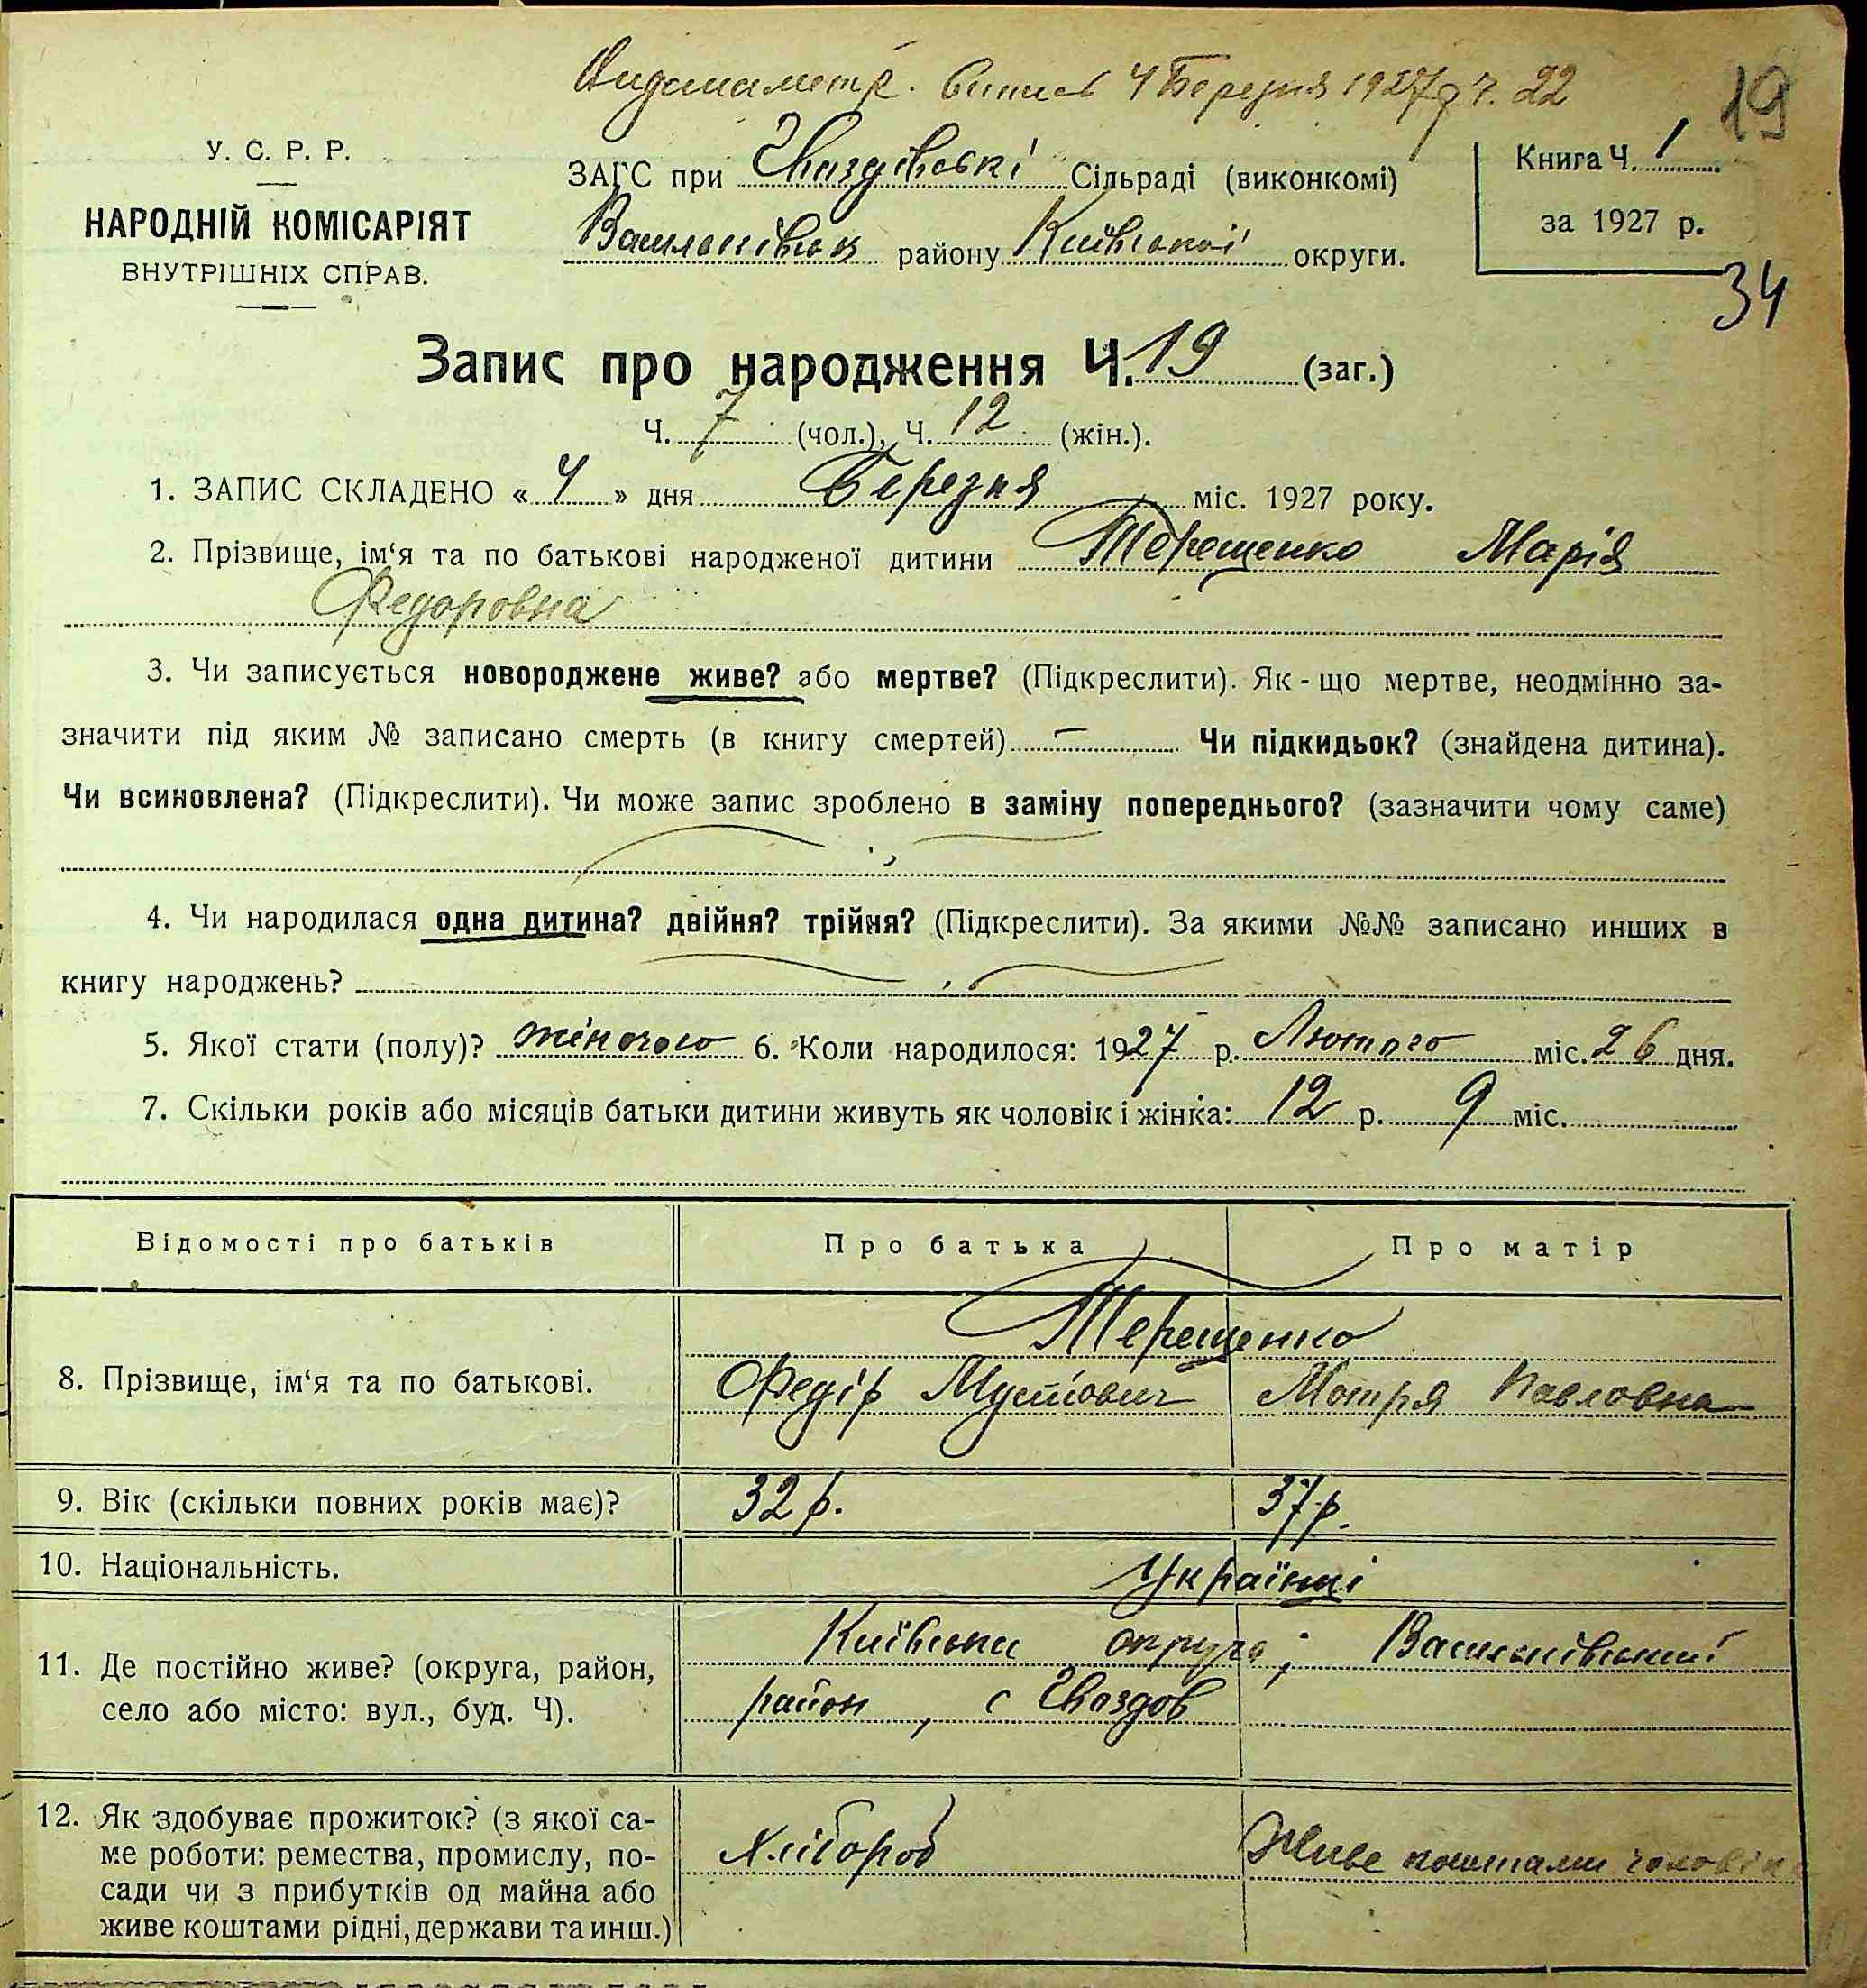 Видана метр. виписъ 4 Березня 1927 р. ч. 22
19
У. С. Р. Р.
НАРОДНІЙ КОМІСАРІЯТ
ВНУТРІШНІХ СПРАВ.
ЗАГС при Гвоздівські Сільраді (виконкомі)
Васильківськ району Київської округи.
Книга Ч. 1
за 1927 р.
34
Запис про народження Ч. 19 (заг.)
Ч. 7 (чол.), Ч. 12 (жін.).
1. ЗАПИС СКЛАДЕНО « 4 » дня Березня міс. 1927 року.
2. Прізвище, ім‘я та по батькові народженої дитини Терещенко Марія
Федоровна
3. Чи записується новороджене живе? або мертве? (Підкреслити). Як-що мертве, неодмінно за-
значити під яким № записано смерть (в книгу смертей) — Чи підкидьок? (знайдена дитина).
Чи всиновлена? (Підкреслити). Чи може запис зроблено в заміну попереднього? (зазначити чому саме)
4. Чи народилася одна дитина? двійня? трійня? (Підкреслити). За якими №№ записано инших в
книгу народжень?
5. Якої стати (полу)? жіночого 6. Коли народилося: 1927 р. Лютого міс. 26 дня.
7. Скільки років або місяців батьки дитини живуть як чоловік і жінка: 12 р. 9 міс.
Відомості про батьків Про батька Про матір
Терещенко
8. Прізвище, ім‘я та по батькові. Федір Мусійович Мотря Павловна
9. Вік (скільки повних років має)? 32 р. 37 р.
10. Національність. Українці
Київська округа; Васильківський
11. Де постійно живе? (округа, район,
район, с Гвоздов
село або місто: вул., буд. Ч).
12. Як здобуває прожиток? (з якої са-
ме роботи: ремества, промислу, по-
Хлібороб Живе коштами чоловіка
сади чи з прибутків од майна або
живе коштами рідні, держави та инш.)